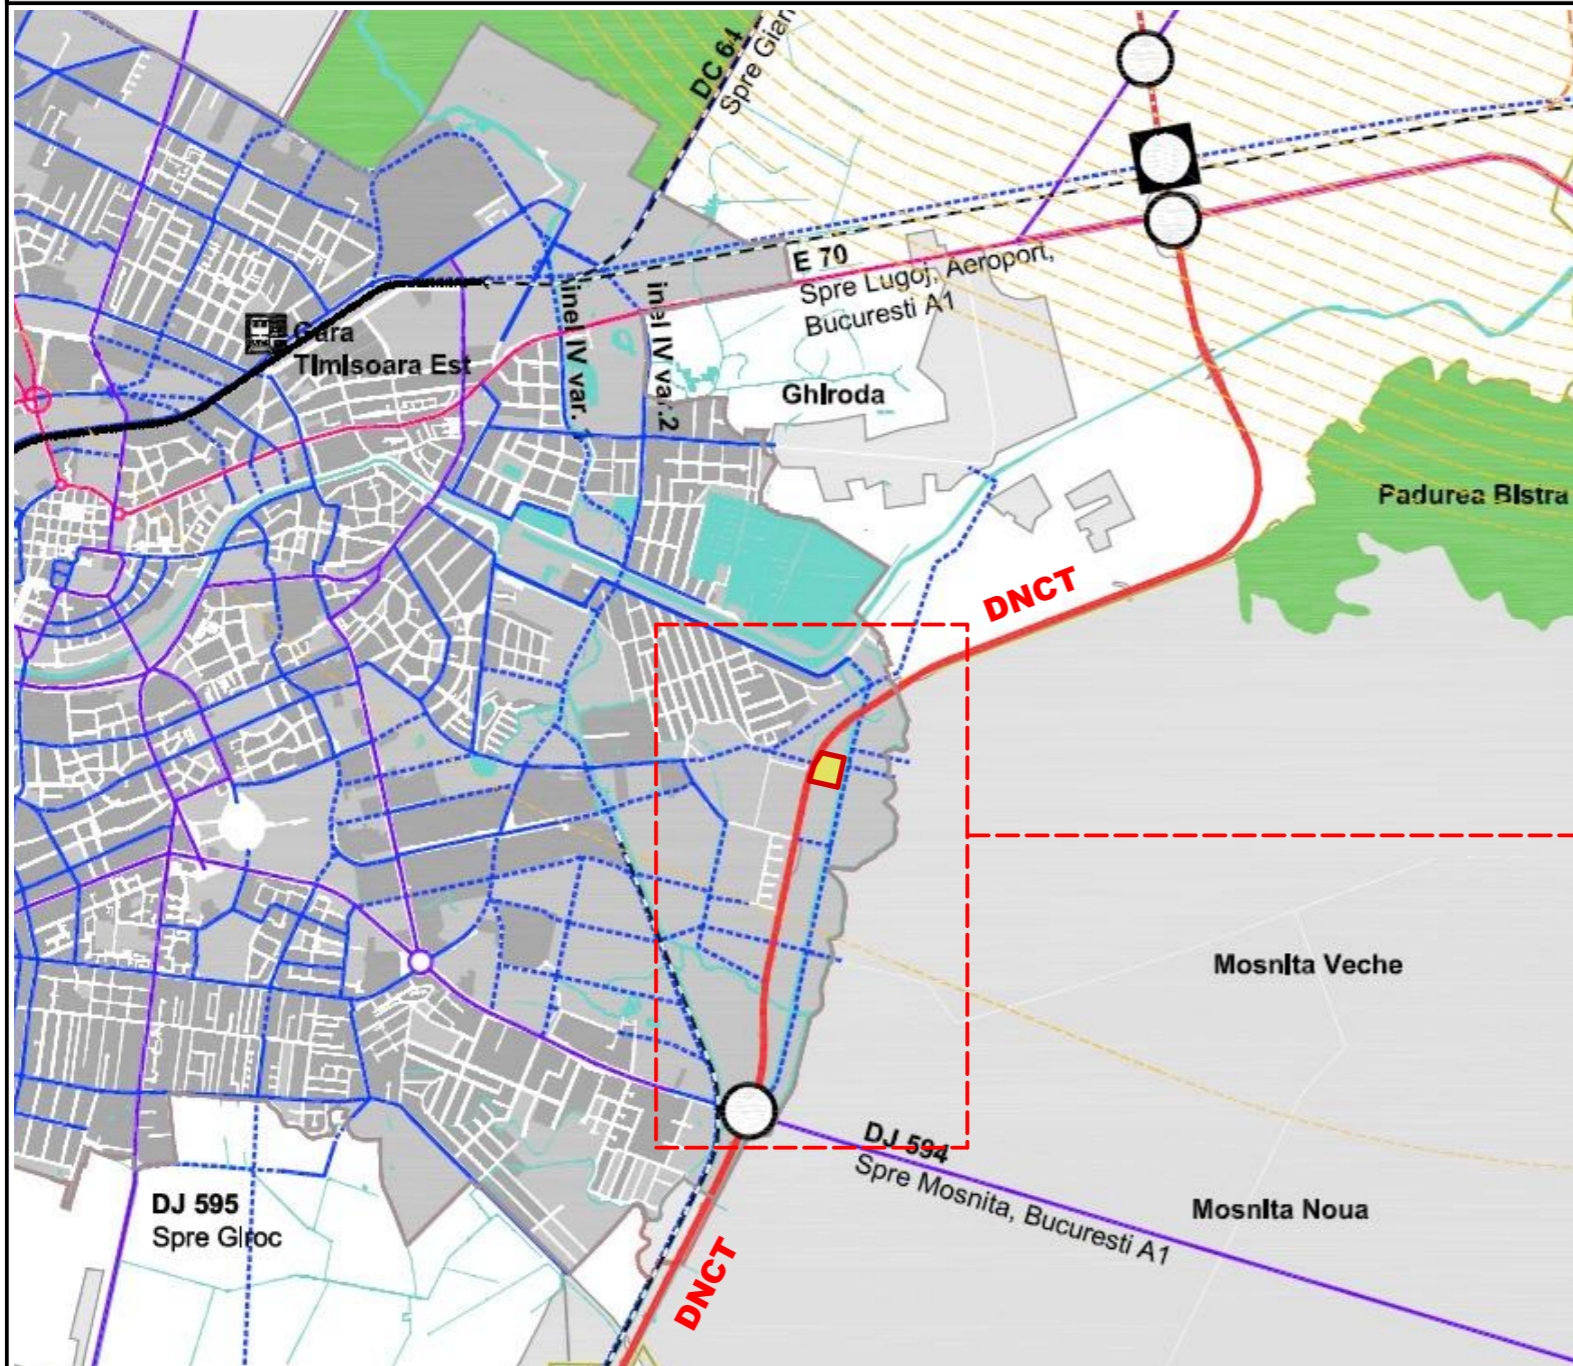 DC 64
Spre Gian
E 70
Spre Lugoj, Aeroport,
Bucuresti A1
Gara
Timisoara Est
inel IV var.
inel IV var.2
Ghiroda
Padurea Bistra
DNCT
Mosnita Veche
DJ 594
Spre Mosnita, Bucuresti A1
Mosnita Noua
DJ 595
Spre Giroc
DNCT